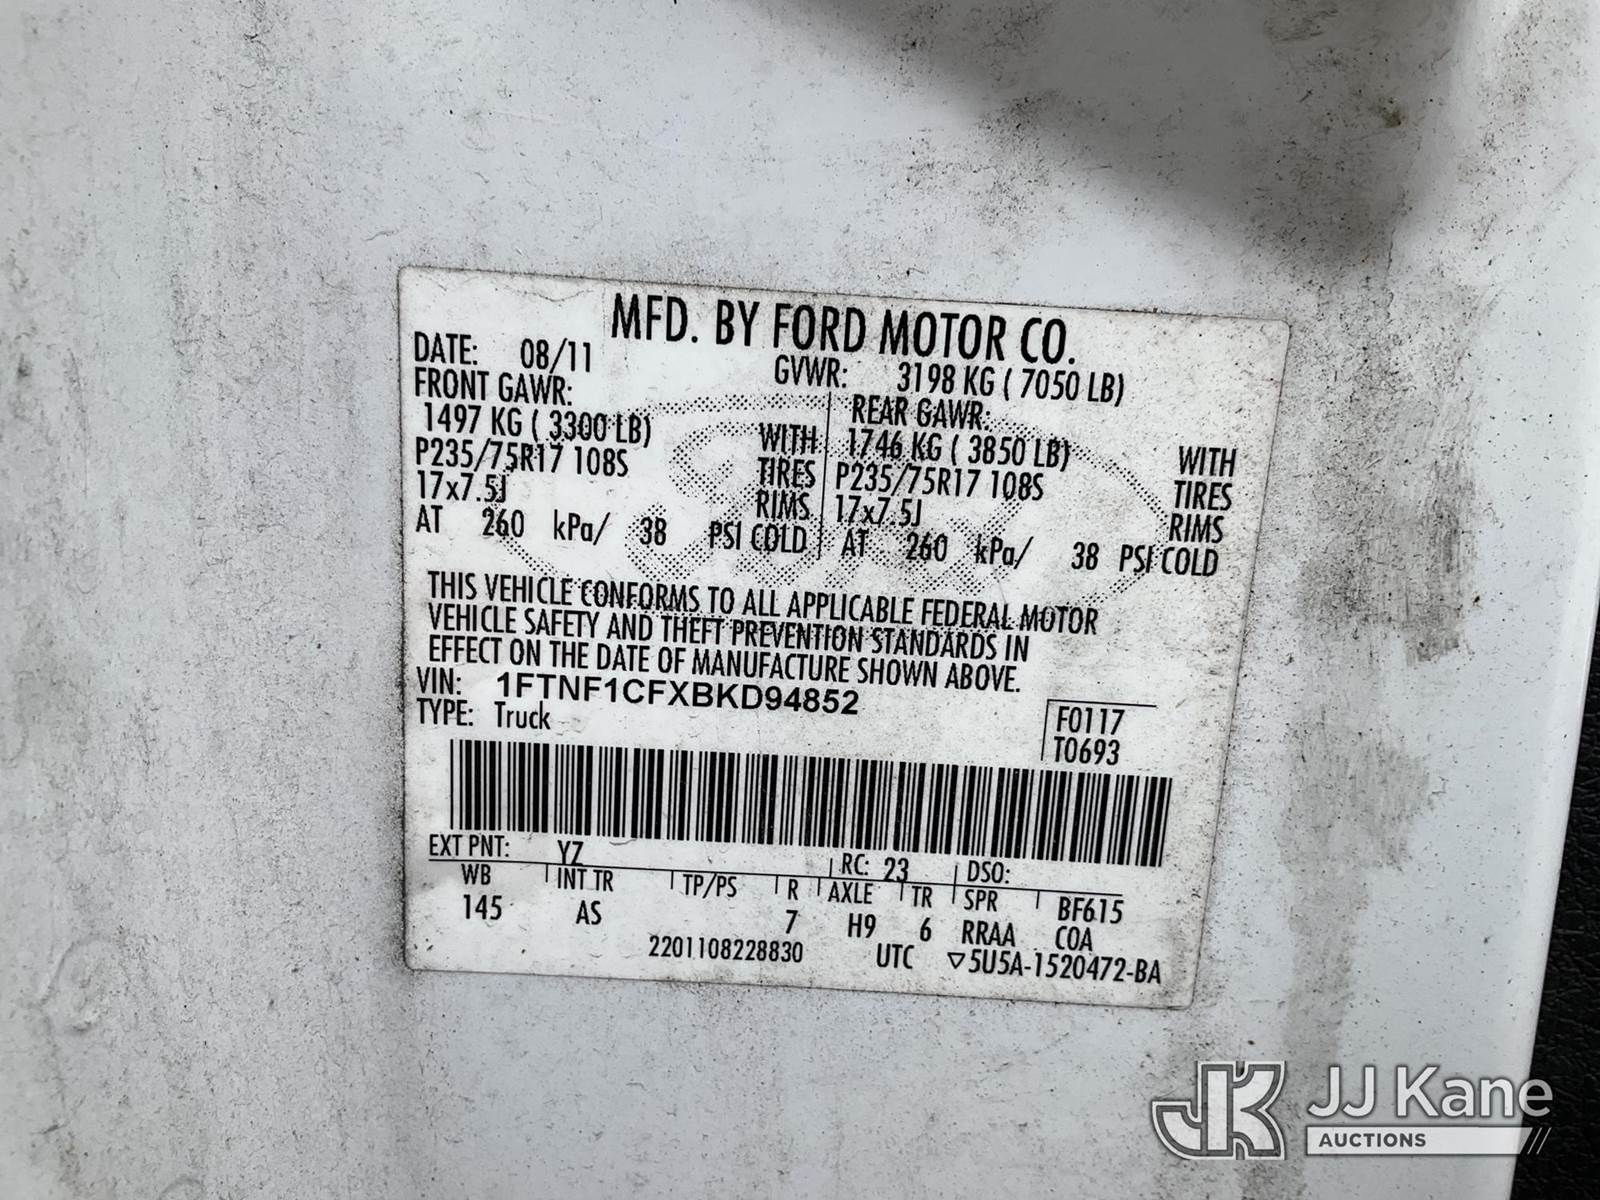 MFD. BY FORD MOTOR CO.
DATE: 08/11 GVWR: 3198 KG ( 7050 LB)
FRONT GAWR: REAR GAWR:
1497 KG ( 3300 LB) WITH 1746 KG ( 3850 LB) WITH
P235/75R17 108S TIRES P235/75R17 108S TIRES
17x7.5J RIMS 17x7.5J RIMS
AT 260 kPa/ 38 PSI COLD AT 260 kPa/ 38 PSI COLD
THIS VEHICLE CONFORMS TO ALL APPLICABLE FEDERAL MOTOR
VEHICLE SAFETY AND THEFT PREVENTION STANDARDS IN
EFFECT ON THE DATE OF MANUFACTURE SHOWN ABOVE.
VIN: 1FTNF1CFXBKD94852
TYPE: Truck
F0117
T0693
EXT PNT: YZ RC: 23 DSO:
WB INT TR TP/PS R AXLE TR SPR BF615
145 AS 7 H9 6 RRAA COA
2201108228830 UTC ▽5U5A-1520472-BA
JK JJ Kane
AUCTIONS